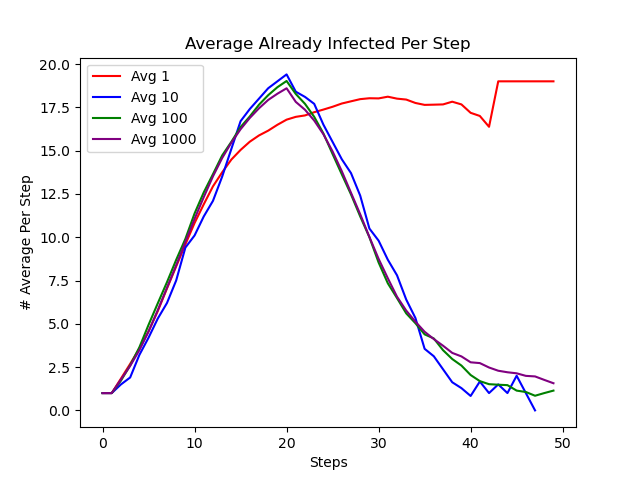 Average Already Infected Per Step
Avg 1
Avg 10
Avg 100
Avg 1000
# Average Per Step
20.0
17.5
15.0
12.5
10.0
7.5
5.0
2.5
0.0
0 10 20 30 40 50
Steps